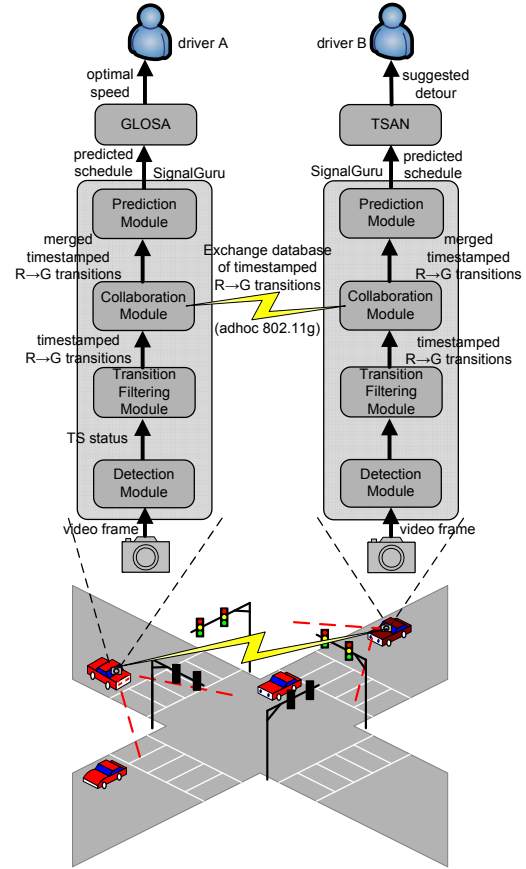 driver A
driver B
optimal
speed
suggested
detour
GLOSA
TSAN
predicted
schedule
SignalGuru
SignalGuru
predicted
schedule
Prediction
Module
Prediction
Module
merged
timestamped
R→G transitions
Exchange database
of timestamped
R→G transitions
merged
timestamped
R→G transitions
Collaboration
Module
(adhoc 802.11g)
Collaboration
Module
timestamped
R→G transitions
timestamped
R→G transitions
Transition
Filtering
Module
Transition
Filtering
Module
TS status
Detection
Module
Detection
Module
video frame
video frame